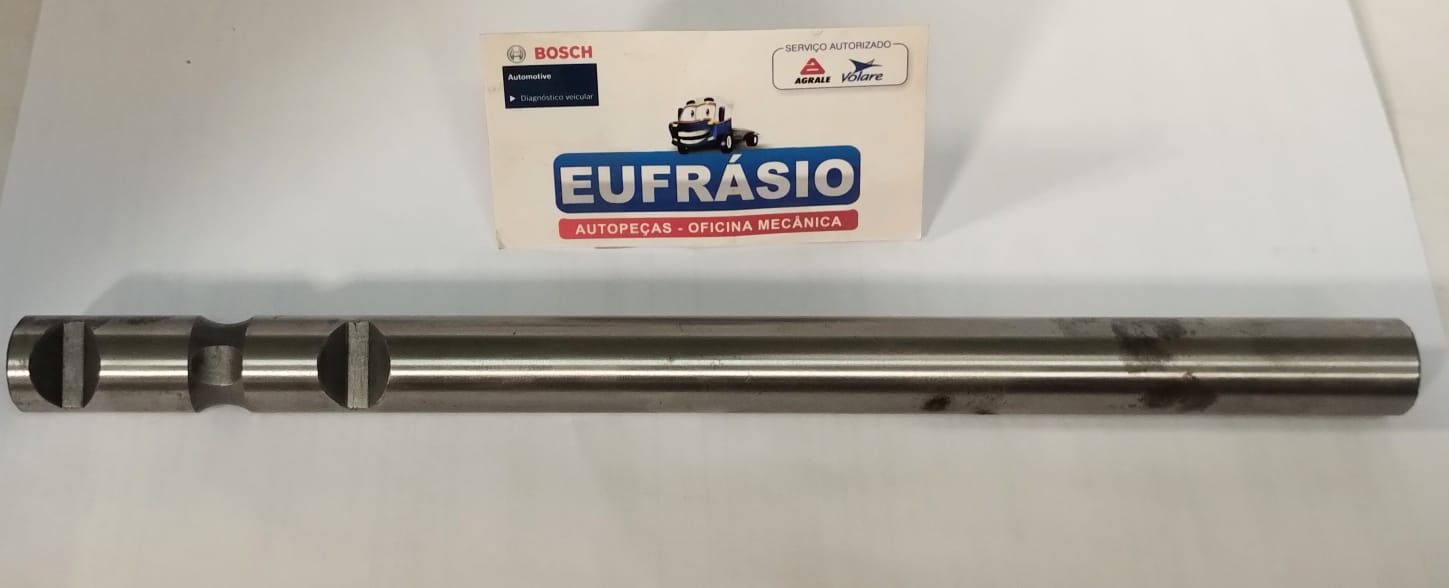 BOSCH
Automotive
Diagnóstico veicular
SERVIÇO AUTORIZADO
AGRALE Volare
EUFRÁSIO
AUTOPEÇAS - OFICINA MECÂNICA